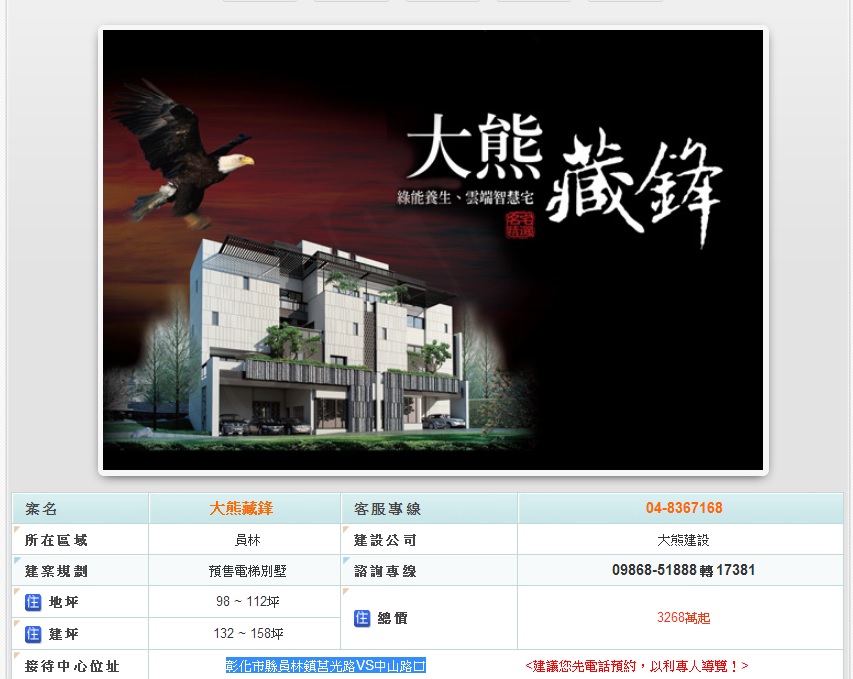 大熊
藏鋒
綠能養生、雲端智慧宅
名宅
精選
案名 大熊藏鋒 客服專線 04-8367168
所在區域 員林 建設公司 大熊建設
建案規劃 預售電梯別墅 諮詢專線 09868-51888 轉 17381
住 地坪 98 ~ 112坪 住 總價 3268萬起
住 建坪 132 ~ 158坪
接待中心位址 彰化市縣員林鎮莒光路VS中山路口 <建議您先電話預約，以利專人導覽！>